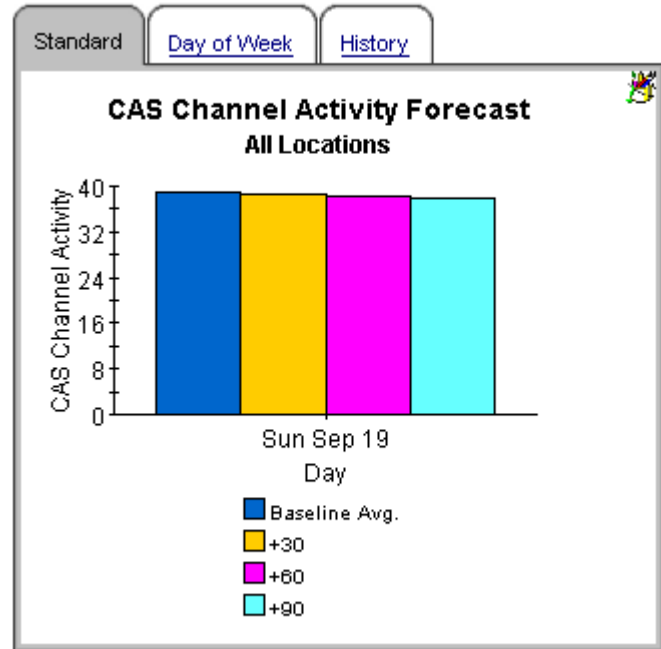 Standard
Day of Week
History
CAS Channel Activity Forecast
All Locations
CAS Channel Activity
40
32
24
16
8
0
Sun Sep 19
Day
Baseline Avg.
+30
+60
+90